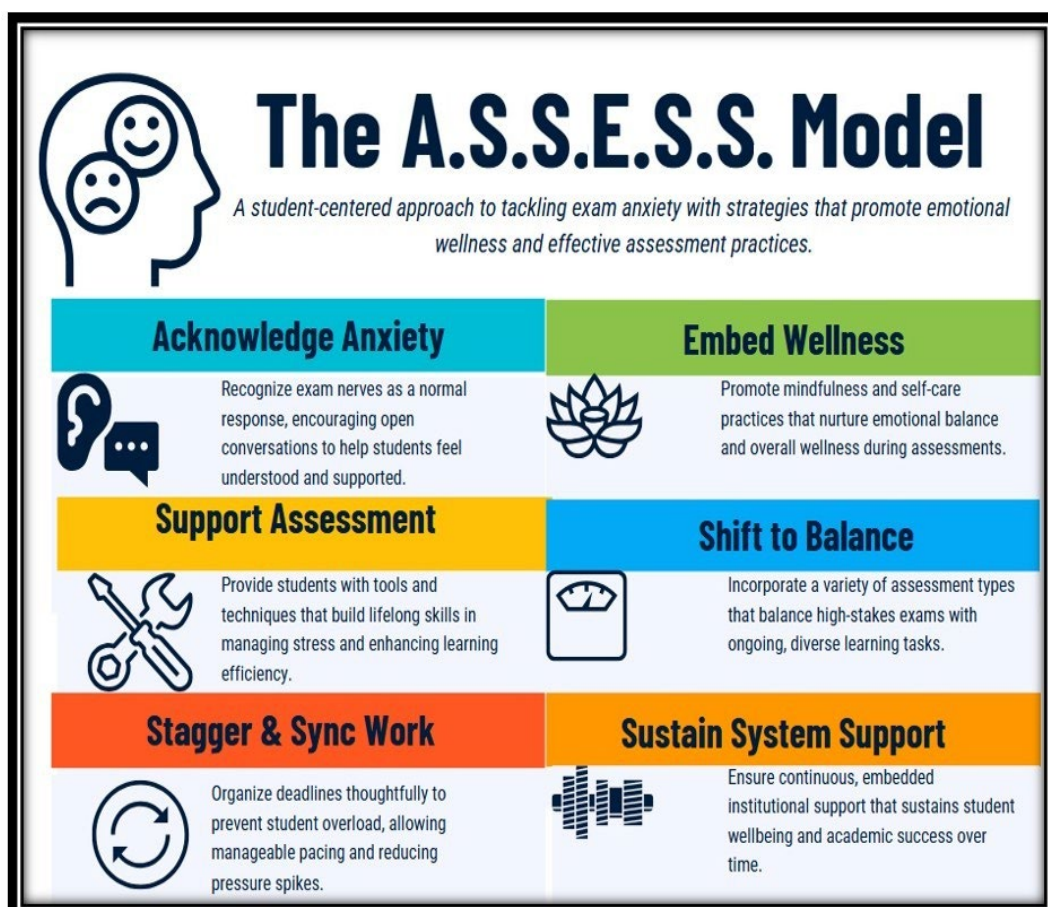 The A.S.S.E.S.S. Model
A student-centered approach to tackling exam anxiety with strategies that promote emotional
wellness and effective assessment practices.
Acknowledge Anxiety
Recognize exam nerves as a normal
response, encouraging open
conversations to help students feel
understood and supported.
Support Assessment
Provide students with tools and
techniques that build lifelong skills in
managing stress and enhancing learning
efficiency.
Stagger & Sync Work
Organize deadlines thoughtfully to
prevent student overload, allowing
manageable pacing and reducing
pressure spikes.
Embed Wellness
Promote mindfulness and self-care
practices that nurture emotional balance
and overall wellness during assessments.
Shift to Balance
Incorporate a variety of assessment types
that balance high-stakes exams with
ongoing, diverse learning tasks.
Sustain System Support
Ensure continuous, embedded
institutional support that sustains student
wellbeing and academic success over
time.